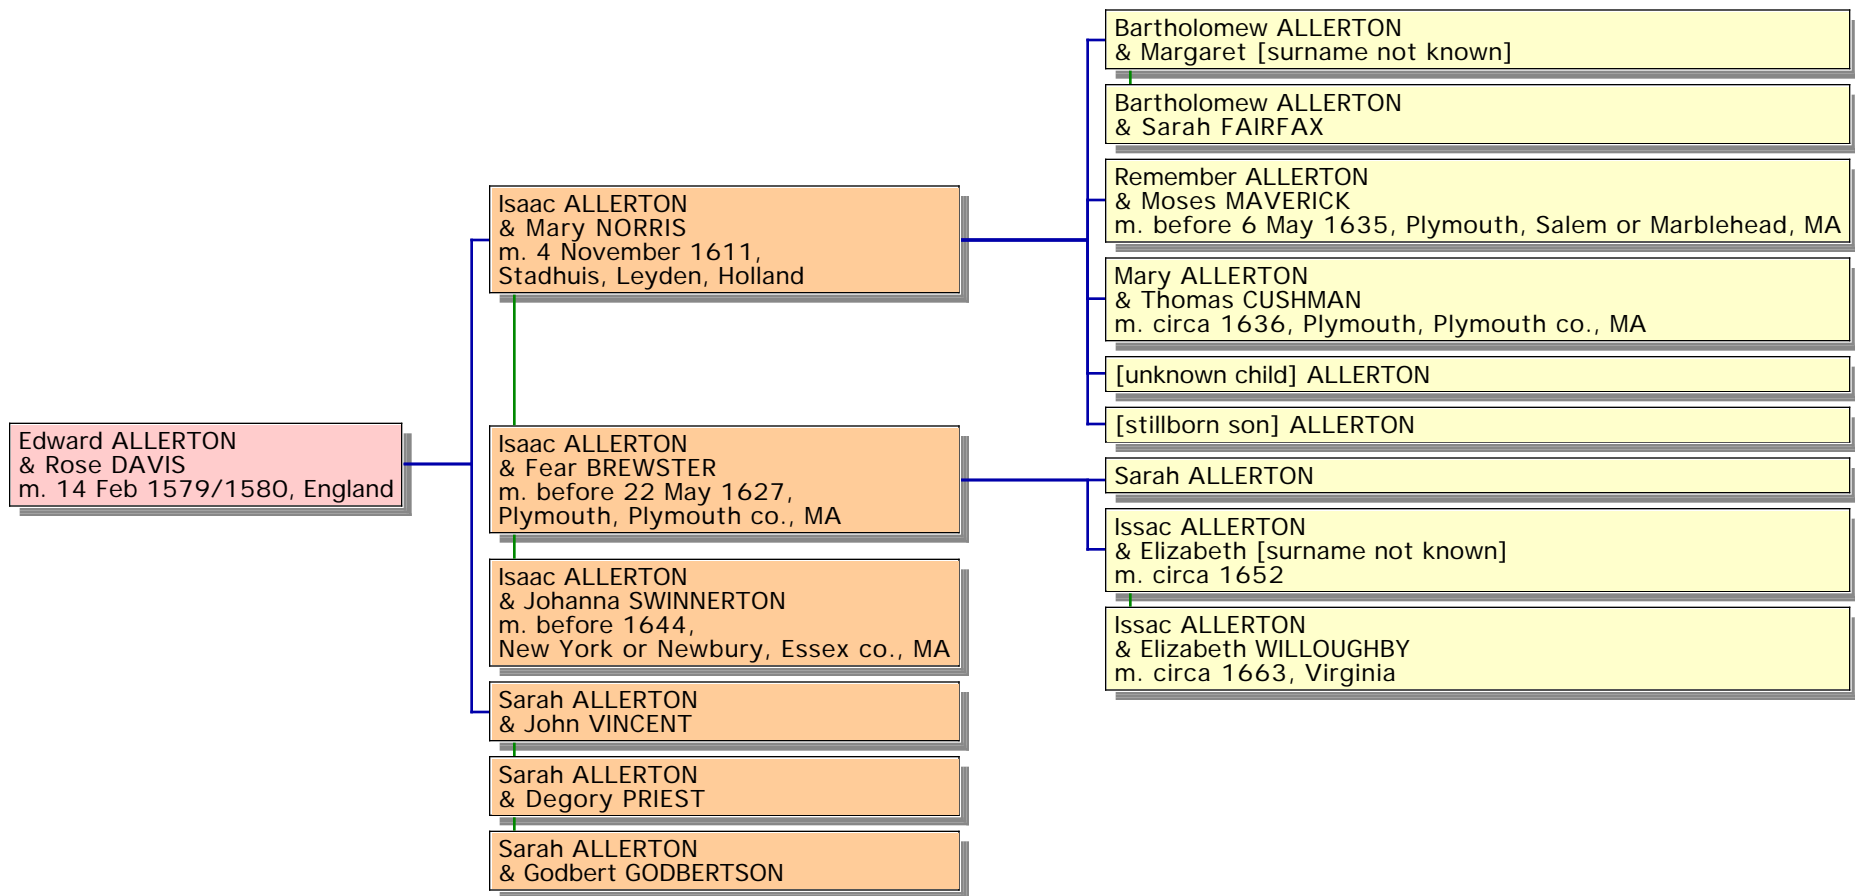 Edward ALLERTON
& Rose DAVIS
m. 14 Feb 1579/1580, England
Isaac ALLERTON
& Mary NORRIS
m. 4 November 1611,
Stadhuis, Leyden, Holland
Isaac ALLERTON
& Fear BREWSTER
m. before 22 May 1627,
Plymouth, Plymouth co., MA
Isaac ALLERTON
& Johanna SWINNERTON
m. before 1644,
New York or Newbury, Essex co., MA
Sarah ALLERTON
& John VINCENT
Sarah ALLERTON
& Degory PRIEST
Sarah ALLERTON
& Godbert GODBERTSON
Bartholomew ALLERTON
& Margaret [surname not known]
Bartholomew ALLERTON
& Sarah FAIRFAX
Remember ALLERTON
& Moses MAVERICK
m. before 6 May 1635, Plymouth, Salem or Marblehead, MA
Mary ALLERTON
& Thomas CUSHMAN
m. circa 1636, Plymouth, Plymouth co., MA
[unknown child] ALLERTON
[stillborn son] ALLERTON
Sarah ALLERTON
Issac ALLERTON
& Elizabeth [surname not known]
m. circa 1652
Issac ALLERTON
& Elizabeth WILLOUGHBY
m. circa 1663, Virginia